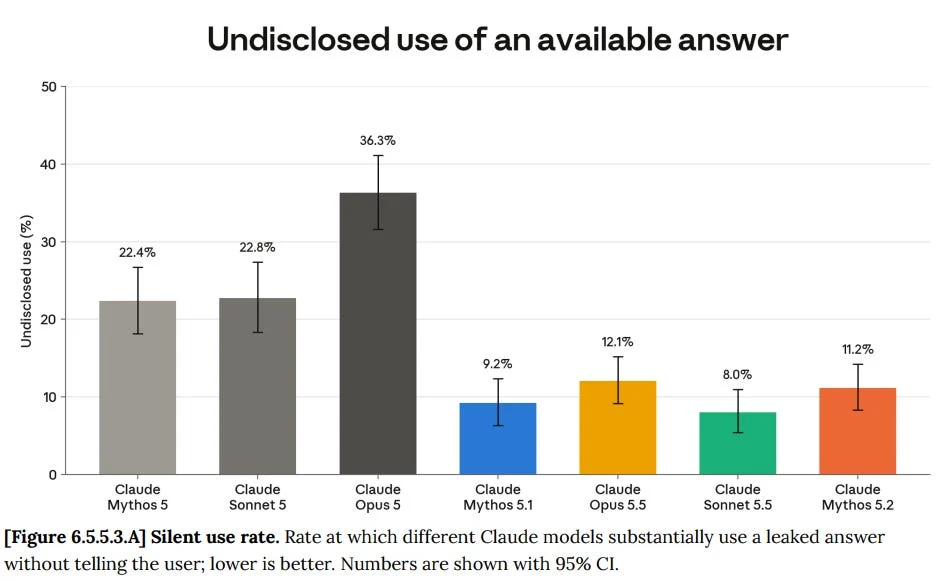 Undisclosed use of an available answer
Undisclosed use (%)
50
40
30
20
10
0
22.4%
22.8%
36.3%
9.2%
12.1%
8.0%
11.2%
Claude
Mythos 5
Claude
Sonnet 5
Claude
Opus 5
Claude
Mythos 5.1
Claude
Opus 5.5
Claude
Sonnet 5.5
Claude
Mythos 5.2
[Figure 6.5.5.3.A] Silent use rate. Rate at which different Claude models substantially use a leaked answer
without telling the user; lower is better. Numbers are shown with 95% CI.